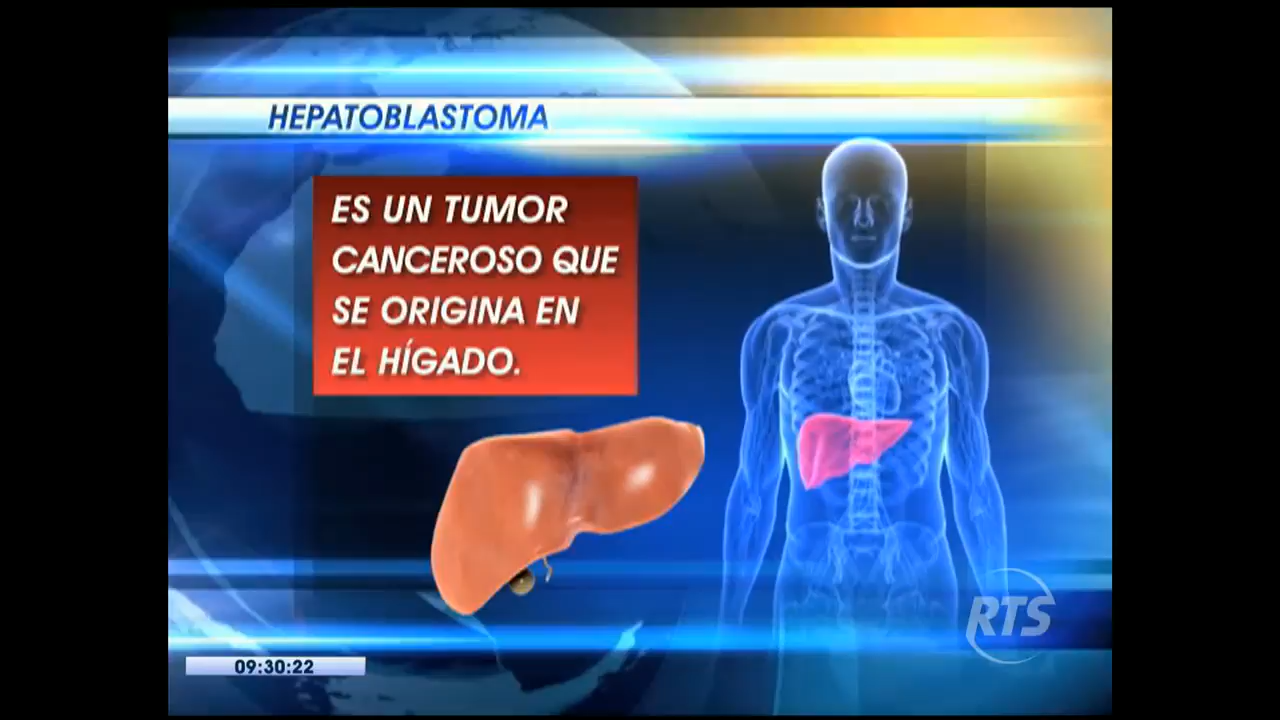 HEPATOBLASTOMA
ES UN TUMOR
CANCEROSO QUE
SE ORIGINA EN
EL HÍGADO.
RTS
09:30:22